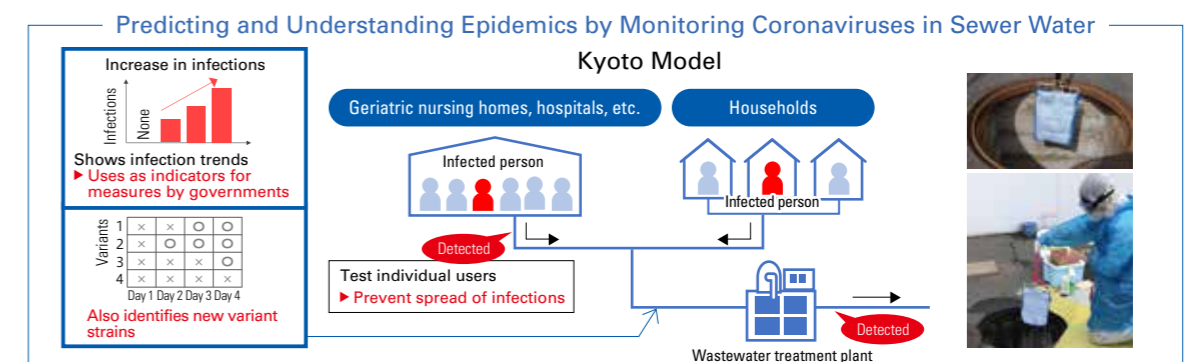 Predicting and Understanding Epidemics by Monitoring Coronaviruses in Sewer Water
Kyoto Model
Increase in infections
Infections
None
Shows infection trends
▶ Uses as indicators for
measures by governments
Variants
1 × × O O
2 × O O O
3 × × × O
4 × × × ×
Day 1 Day 2 Day 3 Day 4
Also identifies new variant
strains
Geriatric nursing homes, hospitals, etc.
Infected person
Households
Infected person
Detected
Test individual users
▶ Prevent spread of infections
Detected
Wastewater treatment plant